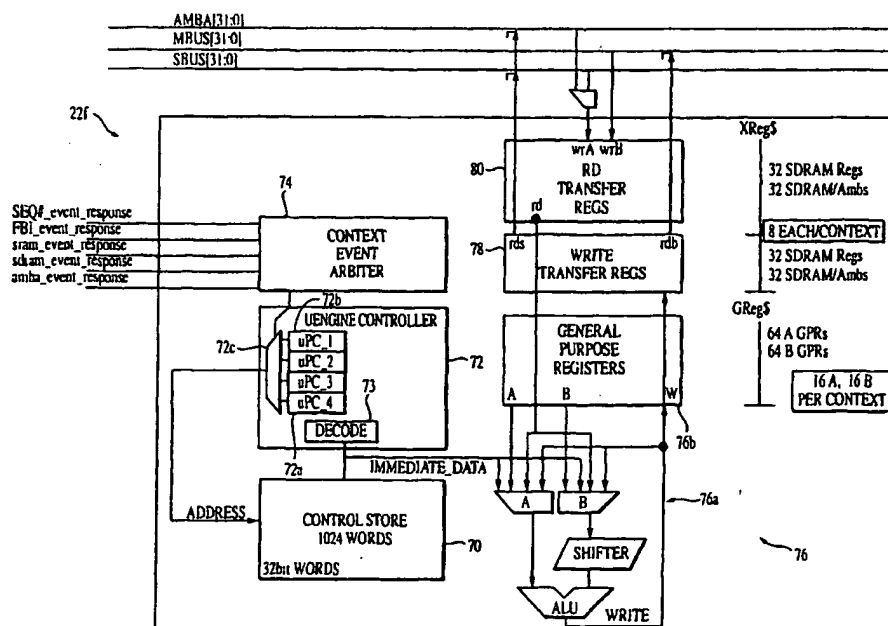 AMBA[31:0]
MBUS[31:0]
SBUS[31:0]
22f
wrA wrB
RD
TRANSFER
REGS
80
rd
XReg$
32 SDRAM Regs
32 SDRAM/Ambs
8 EACH/CONTEXT
32 SDRAM Regs
32 SDRAM/Ambs
GReg$
64 A GPRs
64 B GPRs
16 A, 16 B
PER CONTEXT
SEQ#_event_response
FBI_event_response
sram_event_response
sdram_event_response
amba_event_response
74
CONTEXT
EVENT
ARBITER
78
rds
rdb
WRITE
TRANSFER REGS
72b
UENGINE CONTROLLER
72c
uPC_1
uPC_2
uPC_3
uPC_4
72
73
DECODE
72a
GENERAL
PURPOSE
REGISTERS
A
B
W
76b
IMMEDIATE_DATA
ADDRESS
CONTROL STORE
1024 WORDS
32bit WORDS
70
A
B
76a
SHIFTER
76
ALU
WRITE